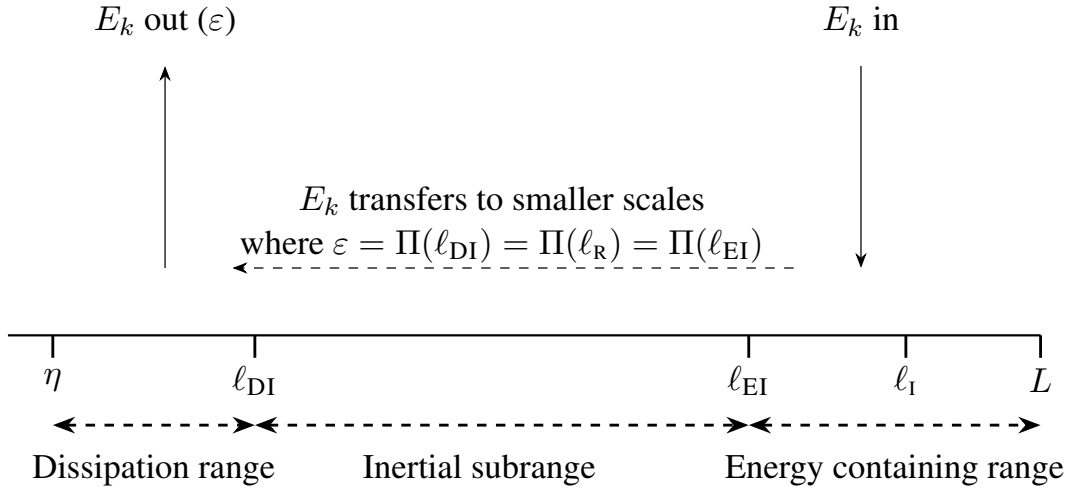 E_k out (ε)
E_k in
E_k transfers to smaller scales
where ε = Π(ℓ_DI) = Π(ℓ_R) = Π(ℓ_EI)
η
ℓ_DI
ℓ_EI
ℓ_I
L
Dissipation range
Inertial subrange
Energy containing range